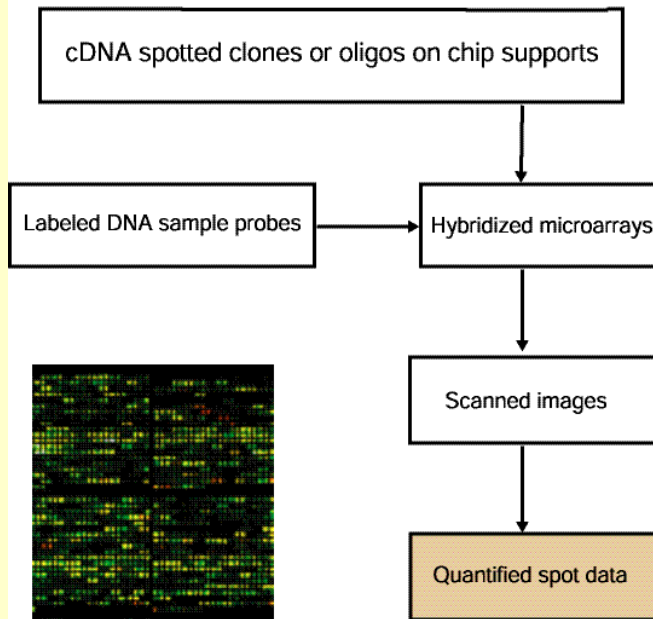 cDNA spotted clones or oligos on chip supports
Labeled DNA sample probes
Hybridized microarrays
Scanned images
Quantified spot data